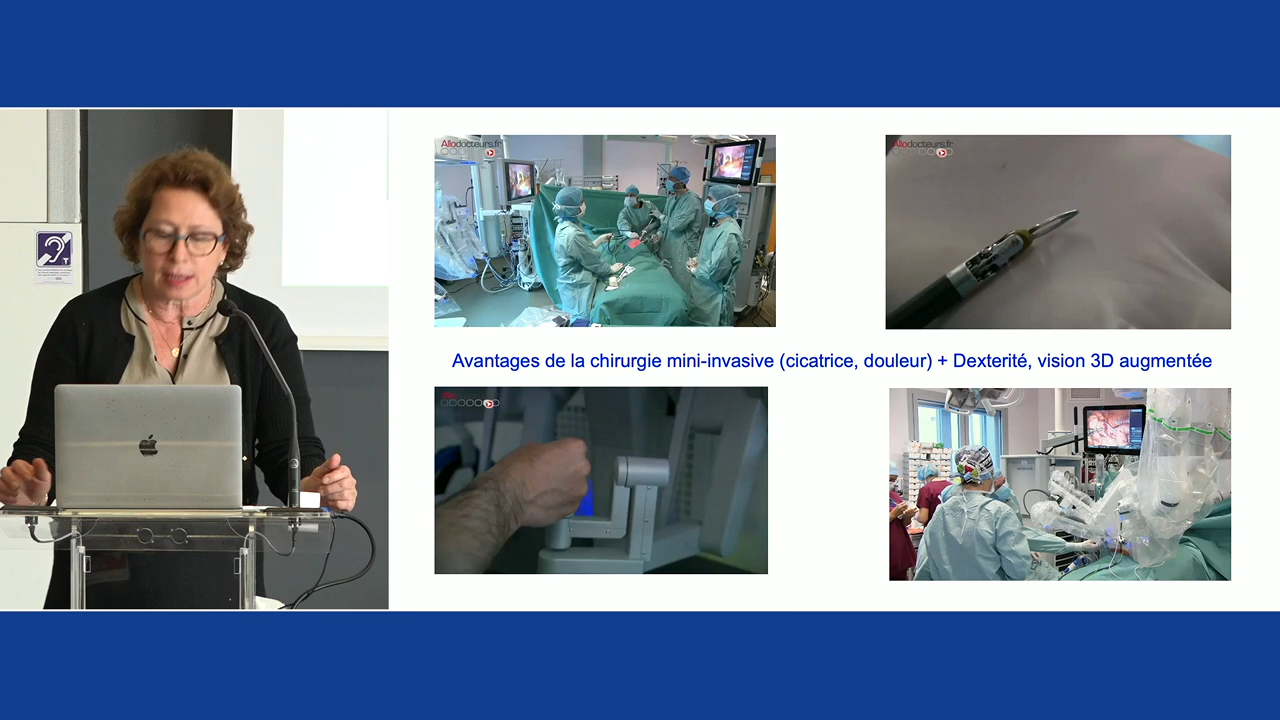 Allodocteurs.fr
Allodocteurs.fr
Avantages de la chirurgie mini-invasive (cicatrice, douleur) + Dexterité, vision 3D augmentée
T